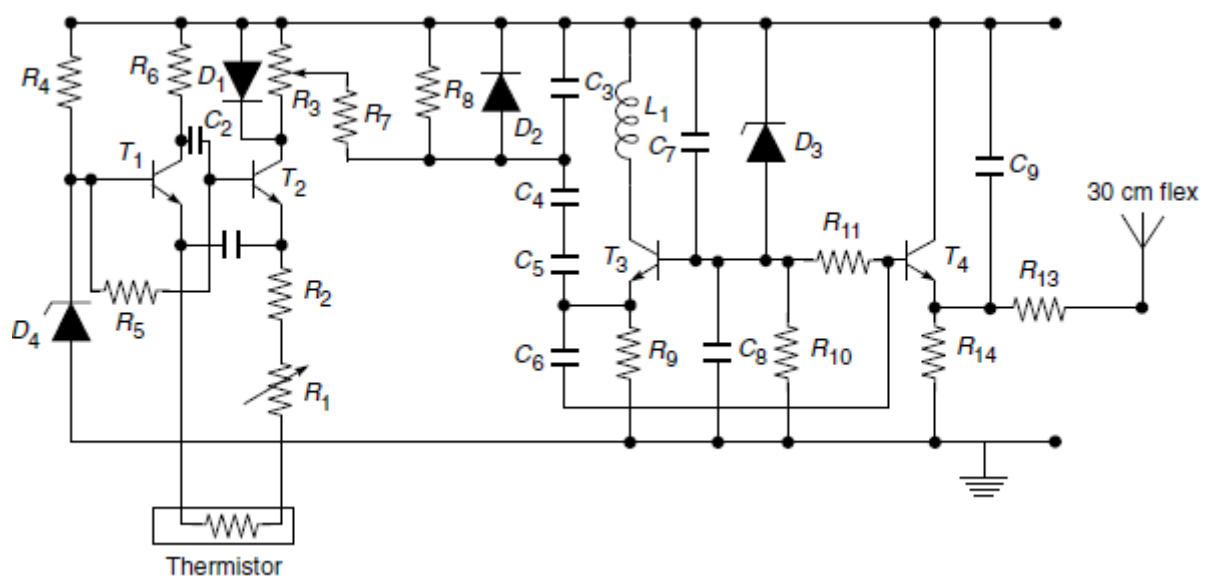 R4
R6
D1
R3
R7
R8
D2
C3
L1
C7
D3
C9
30 cm flex
C2
T1
T2
C4
C5
T3
R11
T4
R13
R5
R2
D4
C6
R9
C8
R10
R14
R1
Thermistor